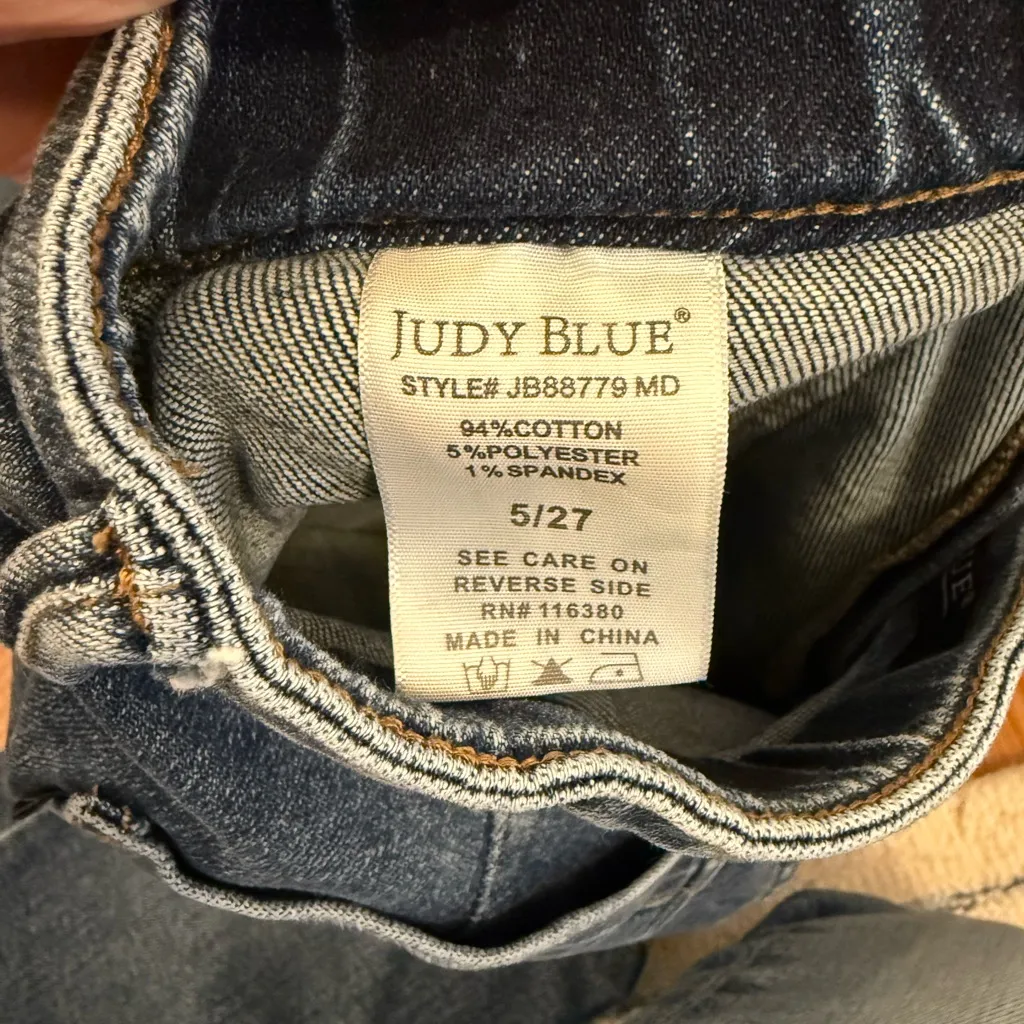 JUDY BLUE®
STYLE# JB88779 MD
94%COTTON
5%POLYESTER
1%SPANDEX
5/27
SEE CARE ON
REVERSE SIDE
RN# 116380
MADE IN CHINA